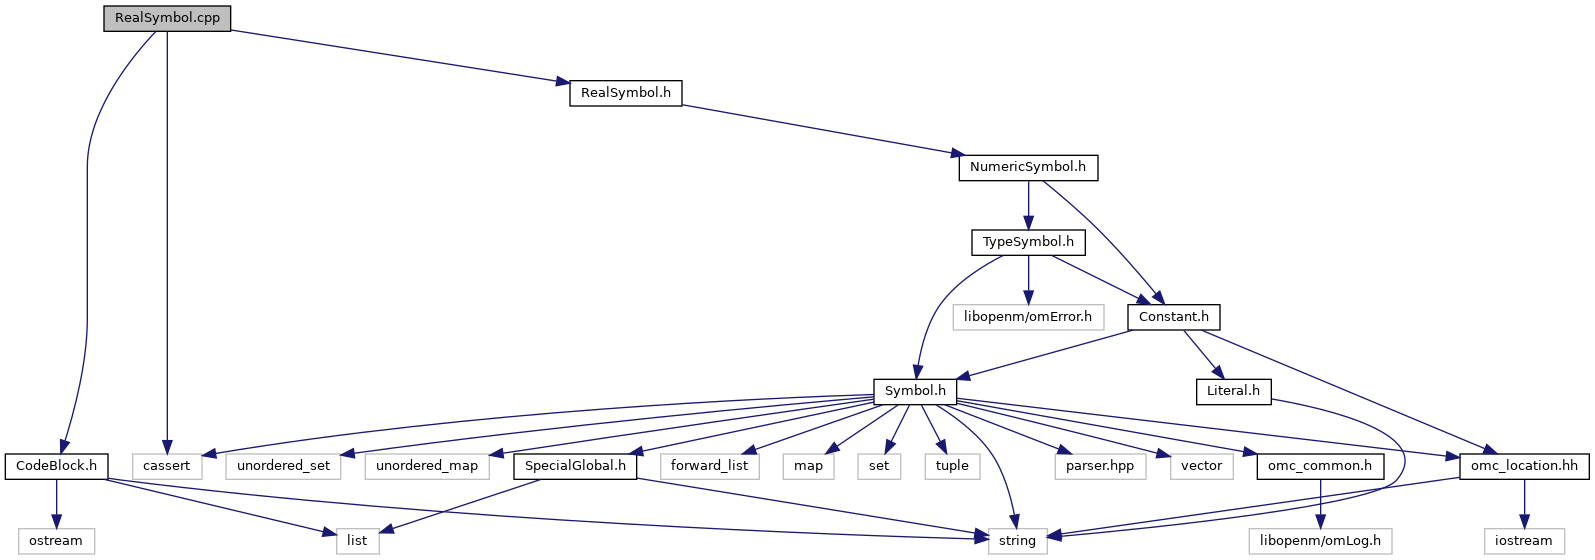 RealSymbol.cpp
RealSymbol.h
NumericSymbol.h
TypeSymbol.h
libopenm/omError.h
Constant.h
Symbol.h
Literal.h
CodeBlock.h
cassert
unordered_set
unordered_map
SpecialGlobal.h
forward_list
map
set
tuple
parser.hpp
vector
omc_common.h
omc_location.hh
ostream
list
string
libopenm/omLog.h
iostream